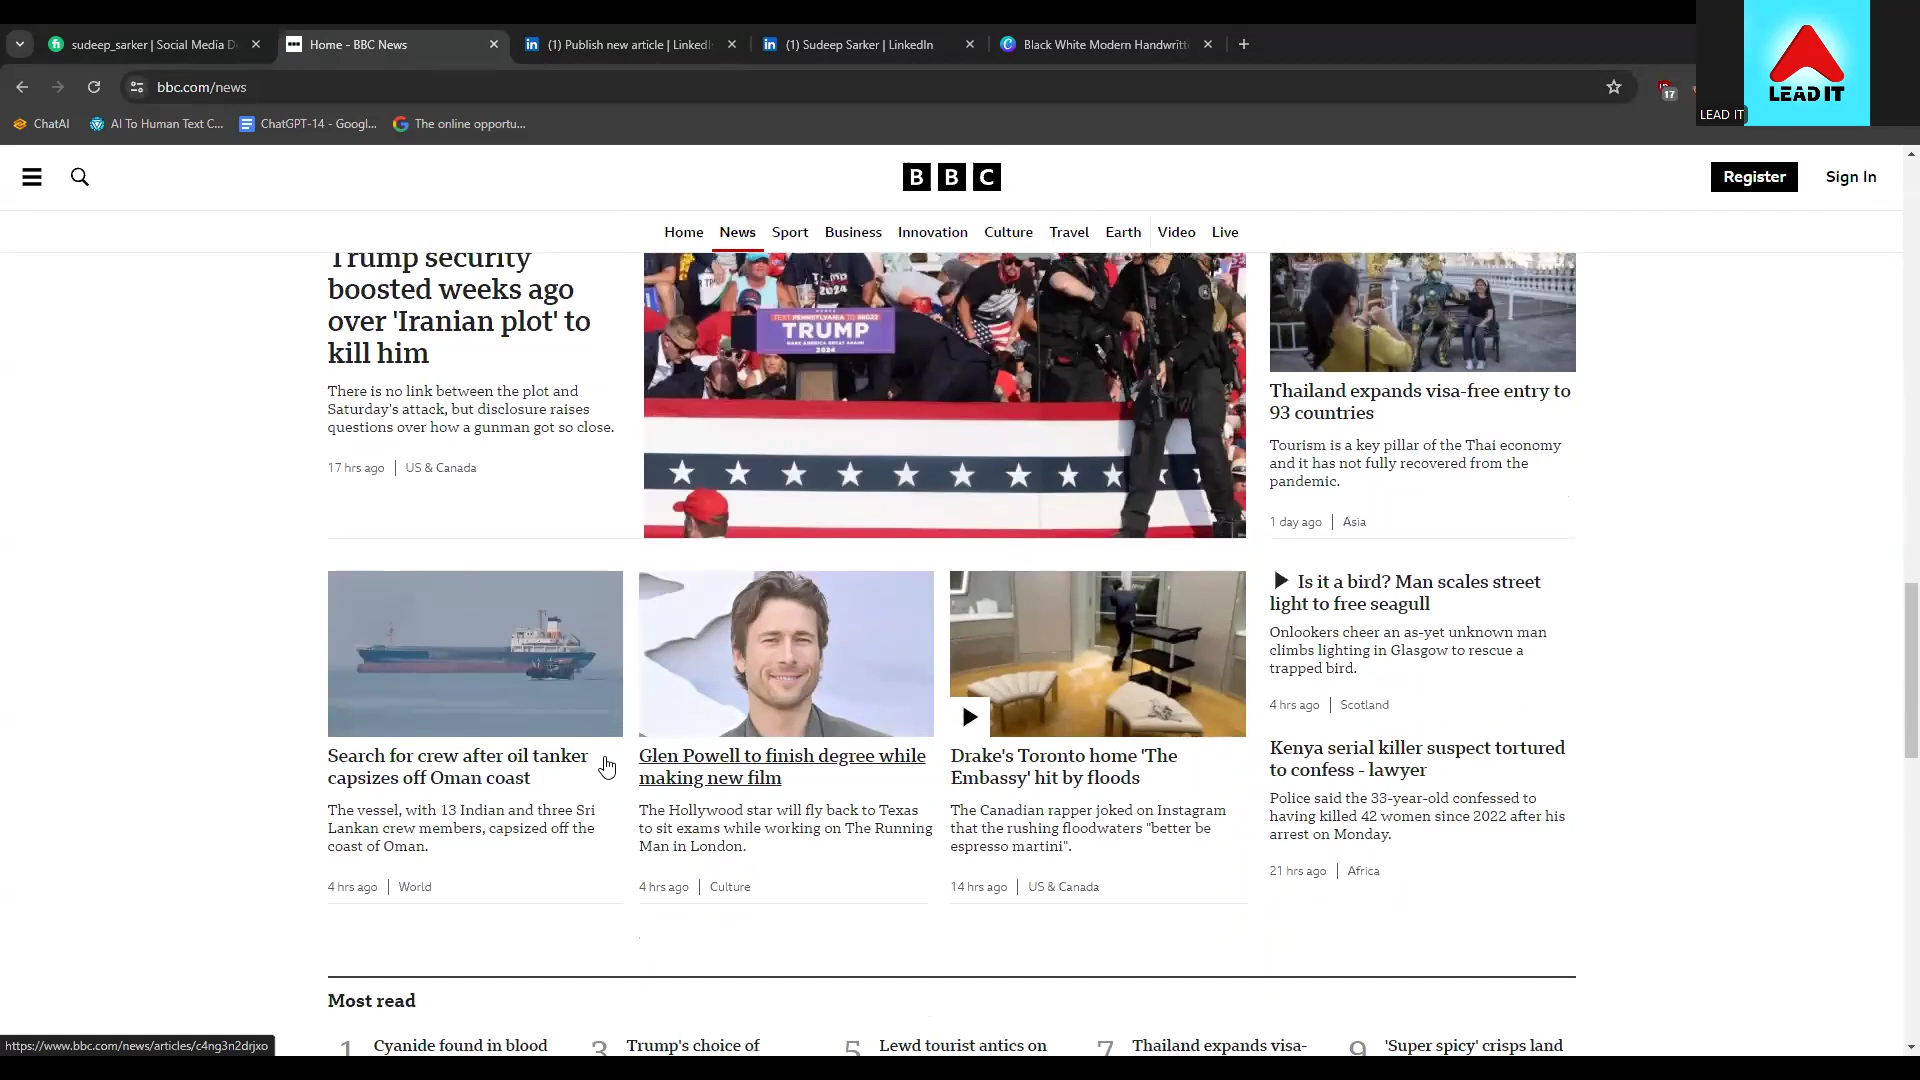 sudeep_sarker | Social Media D
Home - BBC News
(1) Publish new article | LinkedI
(1) Sudeep Sarker | LinkedIn
Black White Modern Handwritt
bbc.com/news
17
ChatAI
AI To Human Text C...
ChatGPT-14 - Googl...
The online opportu...
LEAD IT
LEAD IT
BBC
Register
Sign In
Home
News
Sport
Business
Innovation
Culture
Travel
Earth
Video
Live
Trump security
boosted weeks ago
over 'Iranian plot' to
kill him
There is no link between the plot and
Saturday's attack, but disclosure raises
questions over how a gunman got so close.
17 hrs ago | US & Canada
TRUMP
2024
TEXT PENNSYLVANIA TO 88022
TRUMP
MAKE AMERICA GREAT AGAIN!
2024
Thailand expands visa-free entry to
93 countries
Tourism is a key pillar of the Thai economy
and it has not fully recovered from the
pandemic.
1 day ago | Asia
Search for crew after oil tanker
capsizes off Oman coast
The vessel, with 13 Indian and three Sri
Lankan crew members, capsized off the
coast of Oman.
4 hrs ago | World
Glen Powell to finish degree while
making new film
The Hollywood star will fly back to Texas
to sit exams while working on The Running
Man in London.
4 hrs ago | Culture
Drake's Toronto home 'The
Embassy' hit by floods
The Canadian rapper joked on Instagram
that the rushing floodwaters "better be
espresso martini".
14 hrs ago | US & Canada
Is it a bird? Man scales street
light to free seagull
Onlookers cheer an as-yet unknown man
climbs lighting in Glasgow to rescue a
trapped bird.
4 hrs ago | Scotland
Kenya serial killer suspect tortured
to confess - lawyer
Police said the 33-year-old confessed to
having killed 42 women since 2022 after his
arrest on Monday.
21 hrs ago | Africa
Most read
1 Cyanide found in blood
3 Trump's choice of
5 Lewd tourist antics on
7 Thailand expands visa-
9 'Super spicy' crisps land
https://www.bbc.com/news/articles/c4ng3n2drjxo